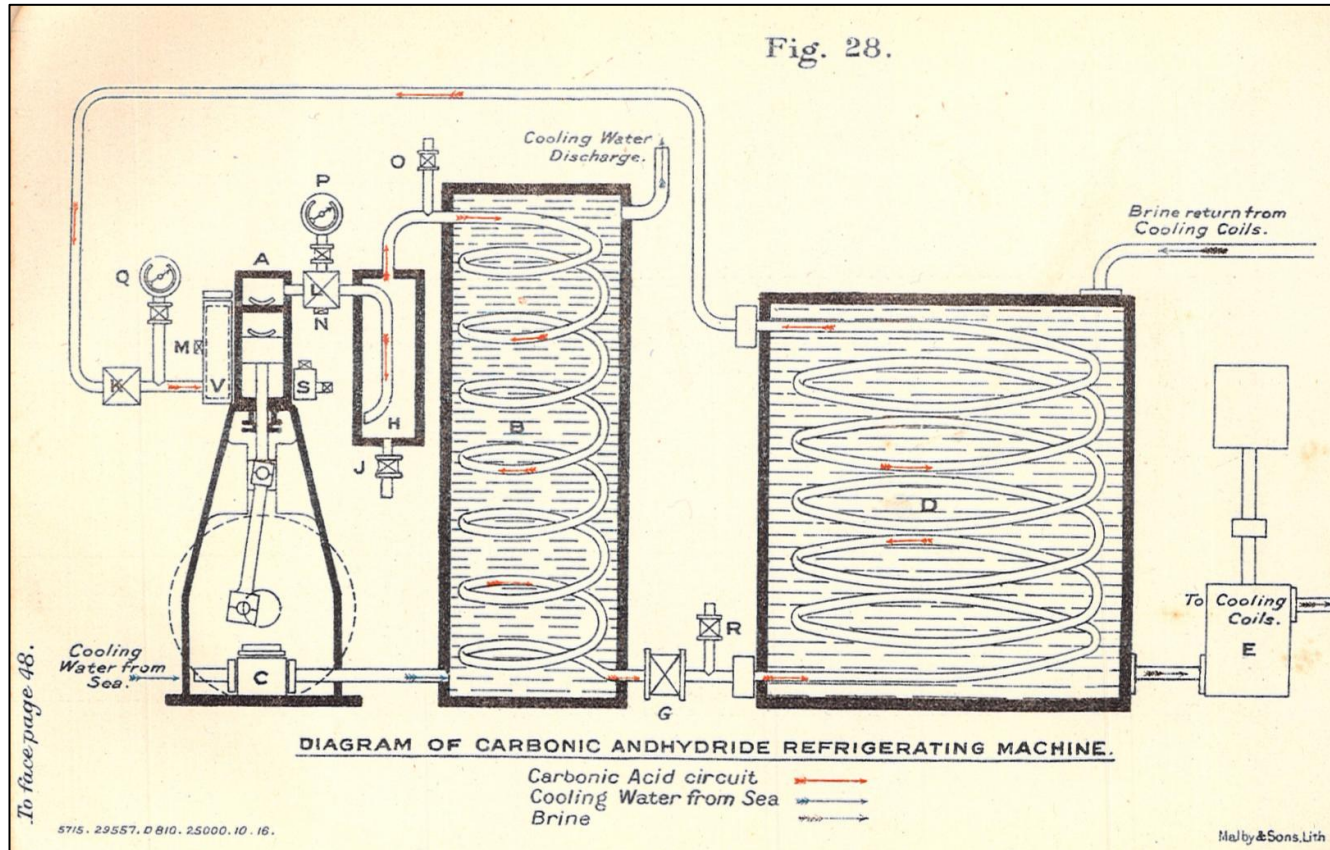 Fig. 28.
Cooling Water
Discharge.
O
P
Brine return from
Cooling Coils.
A
Q
L
N
M
K
V
S
H
B
J
D
To Cooling
Coils.
E
R
Cooling
Water from
Sea.
C
G
To face page 48.
DIAGRAM OF CARBONIC ANDHYDRIDE REFRIGERATING MACHINE.
Carbonic Acid circuit
Cooling Water from Sea
Brine
5715. 29557. D 810. 25000. 10. 16.
Malby & Sons, Lith